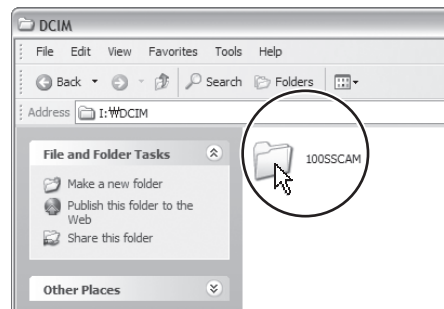 DCIM
File Edit View Favorites Tools Help
Back Search Folders
Address I:₩DCIM
File and Folder Tasks
100SSCAM
Make a new folder
Publish this folder to the
Web
Share this folder
Other Places